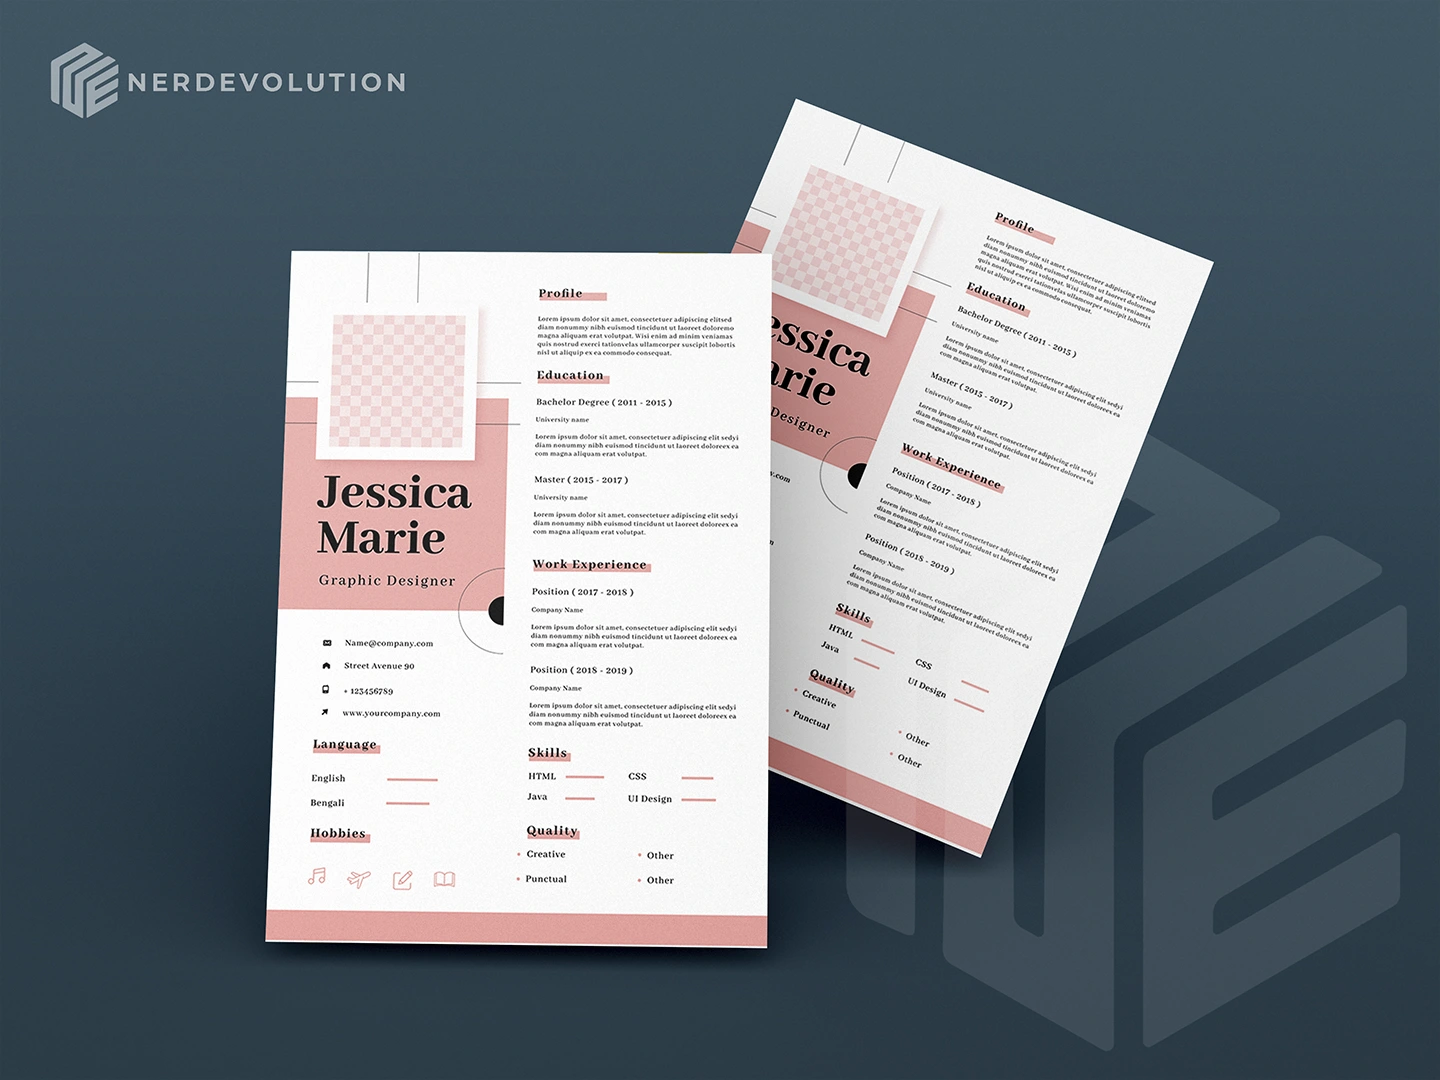 NERDEVOLUTION
Jessica
Marie
Graphic Designer
Name@company.com
Street Avenue 90
+ 123456789
www.yourcompany.com
Language
English
Bengali
Hobbies
Profile
Lorem ipsum dolor sit amet, consectetuer adipiscing elitsed
diam nonummy nibh euismod tincidunt ut laoreet doloremo
magna aliquam erat volutpat. Wisi enim ad minim veniamas
quis nostrud exerci tationvelas ullamcorper suscipit lobortis
nisl ut aliquip ex ea commodo consequat.
Education
Bachelor Degree ( 2011 - 2015 )
University name
Lorem ipsum dolor sit amet, consectetuer adipiscing elit sedyi
diam nonummy nibh euismod tincidunt ut laoreet doloreex ea
com magna aliquam erat volutpat.
Master ( 2015 - 2017 )
University name
Lorem ipsum dolor sit amet, consectetuer adipiscing elit sedyi
diam nonummy nibh euismod tincidunt ut laoreet doloreex ea
com magna aliquam erat volutpat.
Work Experience
Position ( 2017 - 2018 )
Company Name
Lorem ipsum dolor sit amet, consectetuer adipiscing elit sedyi
diam nonummy nibh euismod tincidunt ut laoreet doloreex ea
com magna aliquam erat volutpat.
Position ( 2018 - 2019 )
Company Name
Lorem ipsum dolor sit amet, consectetuer adipiscing elit sedyi
diam nonummy nibh euismod tincidunt ut laoreet doloreex ea
com magna aliquam erat volutpat.
Skills
HTML CSS
Java UI Design
Quality
Creative Other
Punctual Other
essica
arie
Designer
Profile
Lorem ipsum dolor sit amet, consectetuer adipiscing elitsed
diam nonummy nibh euismod tincidunt ut laoreet doloremo
magna aliquam erat volutpat. Wisi enim ad minim veniamas
quis nostrud exerci tationvelas ullamcorper suscipit lobortis
nisl ut aliquip ex ea commodo consequat.
Education
Bachelor Degree ( 2011 - 2015 )
University name
Lorem ipsum dolor sit amet, consectetuer adipiscing elit sedyi
diam nonummy nibh euismod tincidunt ut laoreet doloreex ea
com magna aliquam erat volutpat.
Master ( 2015 - 2017 )
University name
Lorem ipsum dolor sit amet, consectetuer adipiscing elit sedyi
diam nonummy nibh euismod tincidunt ut laoreet doloreex ea
com magna aliquam erat volutpat.
Work Experience
Position ( 2017 - 2018 )
Company Name
Lorem ipsum dolor sit amet, consectetuer adipiscing elit sedyi
diam nonummy nibh euismod tincidunt ut laoreet doloreex ea
com magna aliquam erat volutpat.
Position ( 2018 - 2019 )
Company Name
Lorem ipsum dolor sit amet, consectetuer adipiscing elit sedyi
diam nonummy nibh euismod tincidunt ut laoreet doloreex ea
com magna aliquam erat volutpat.
Skills
HTML CSS
Java UI Design
Quality
Creative Other
Punctual Other